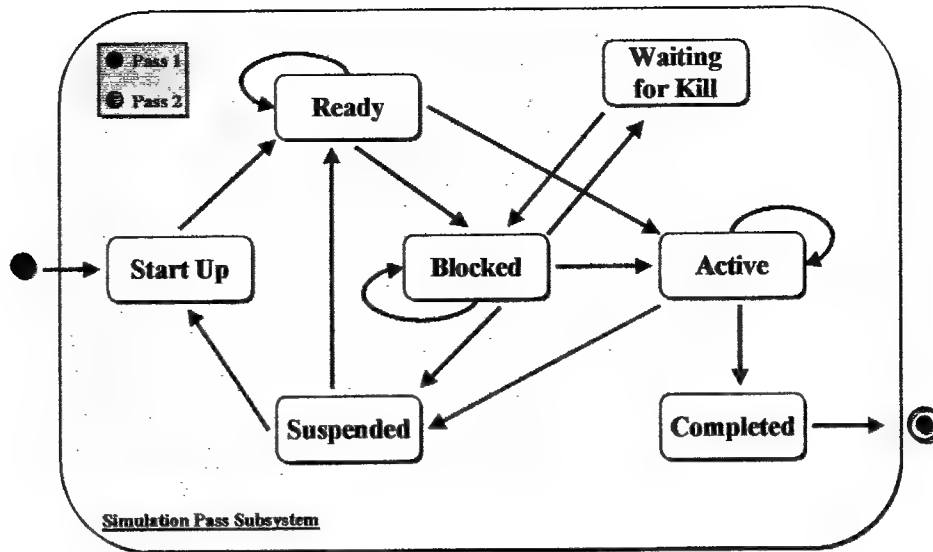 Pass 1
Pass 2
Ready
Waiting
for Kill
Start Up
Blocked
Active
Suspended
Completed
Simulation Pass Subsystem